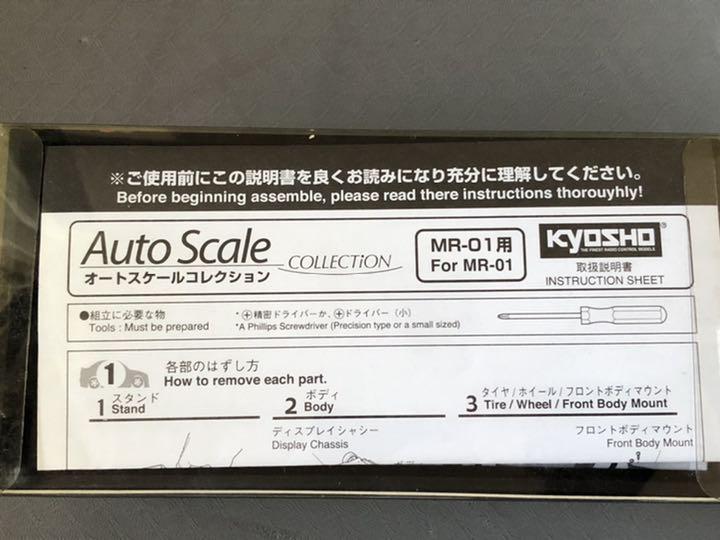 ※ご使用前にこの説明書を良くお読みになり充分に理解してください。
Before beginning assemble, please read there instructions thorouyhly!
Auto Scale COLLECTiON
オートスケールコレクション
MR-01用
For MR-01
KYOSHO®
THE FINEST RADIO CONTROL MODELS
取扱説明書
INSTRUCTION SHEET
●組立に必要な物
Tools : Must be prepared
・⊕精密ドライバーか、⊕ドライバー（小）
*A Phillips Screwdriver (Precision type or a small sized)
1 各部のはずし方
How to remove each part.
1 スタンド
Stand
2 ボディ
Body
3 タイヤ/ホイール/フロントボディマウント
Tire / Wheel / Front Body Mount
ディスプレイシャシー
Display Chassis
フロントボディマウント
Front Body Mount